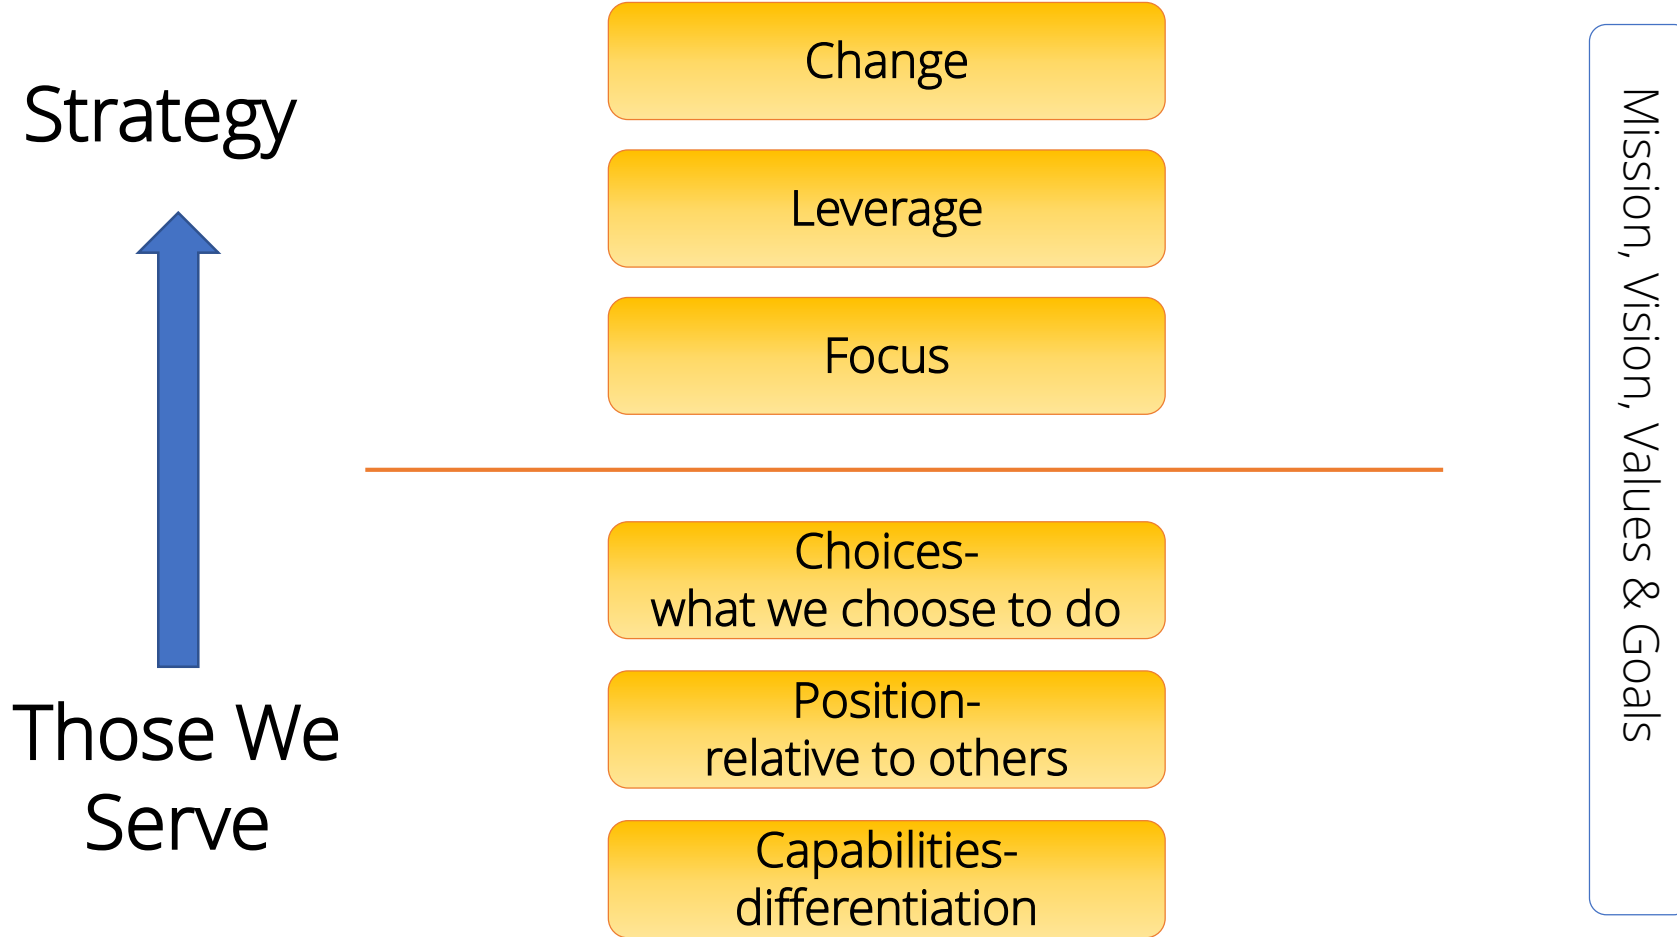 Strategy
Those We
Serve
Change
Leverage
Focus
Choices-
what we choose to do
Position-
relative to others
Capabilities-
differentiation
Mission, Vision, Values & Goals